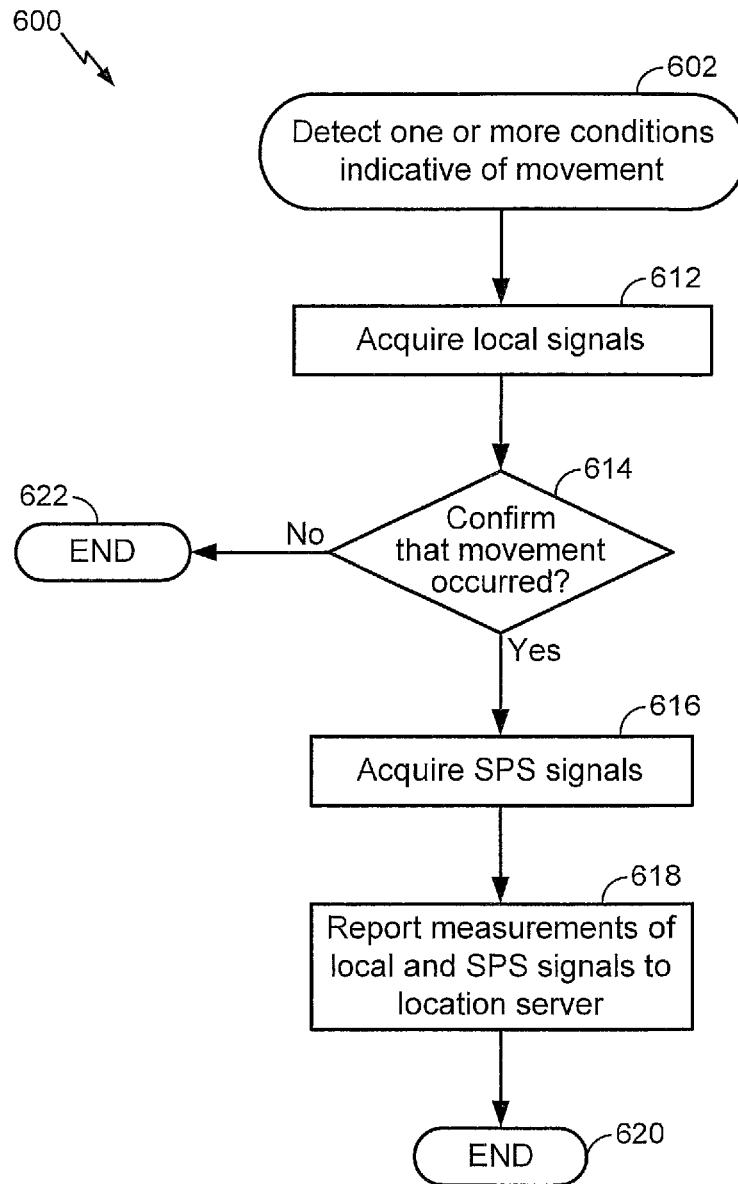 600
602
Detect one or more conditions
indicative of movement
612
Acquire local signals
614
Confirm
that movement
occurred?
622
END
No
Yes
616
Acquire SPS signals
618
Report measurements of
local and SPS signals to
location server
END
620